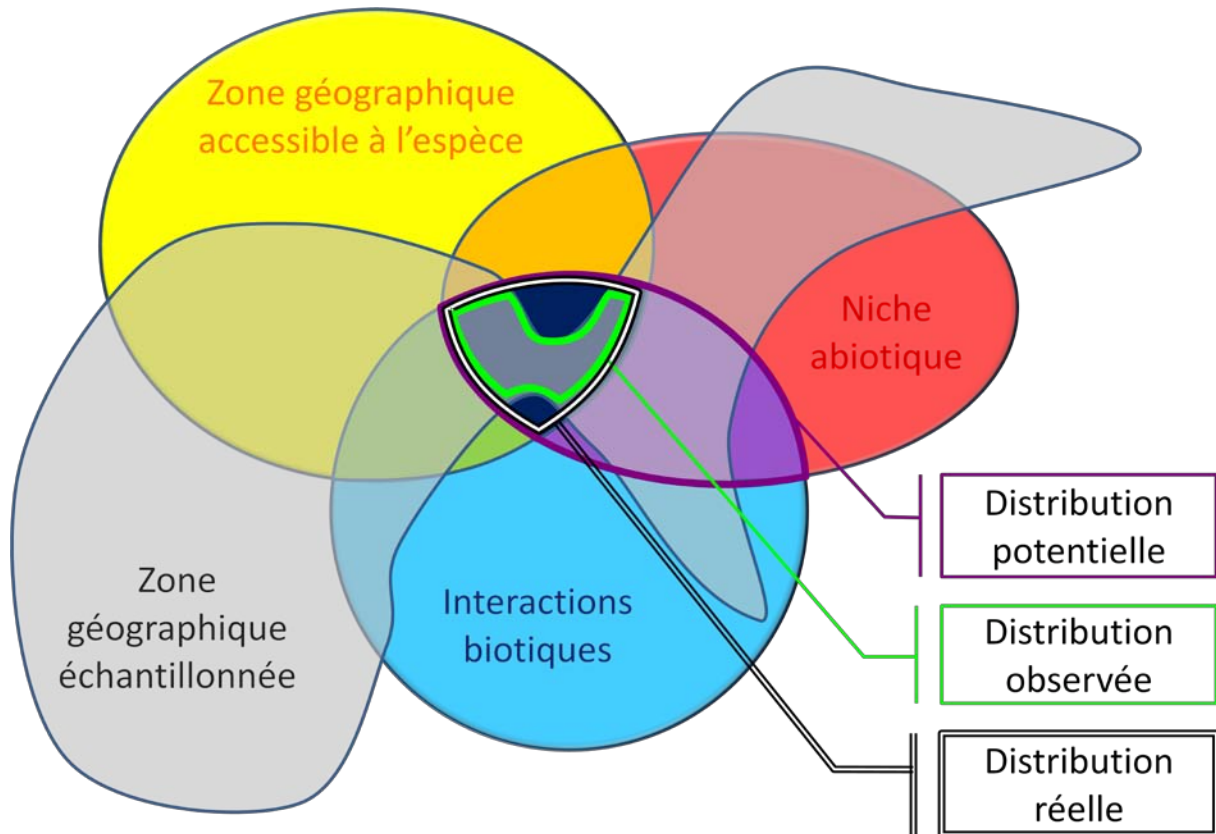 Zone géographique
accessible à l'espèce
Niche
abiotique
Zone
géographique
échantillonnée
Interactions
biotiques
Distribution
potentielle
Distribution
observée
Distribution
réelle